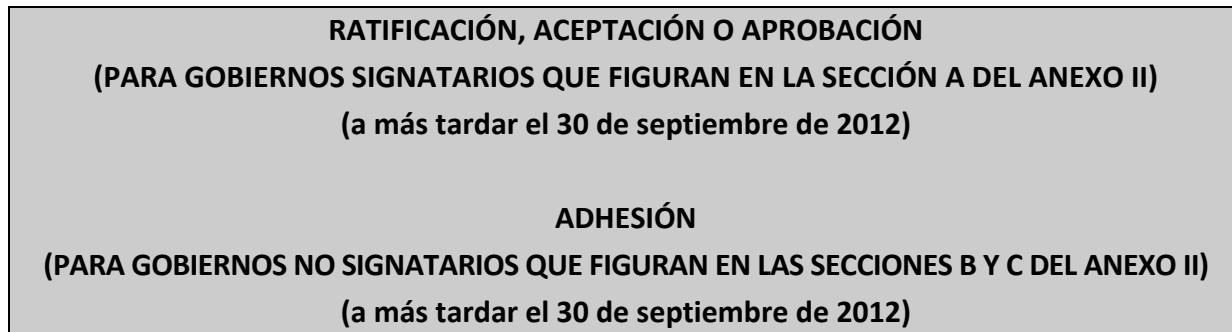 RATIFICACIÓN, ACEPTACIÓN O APROBACIÓN
(PARA GOBIERNOS SIGNATARIOS QUE FIGURAN EN LA SECCIÓN A DEL ANEXO II)
(a más tardar el 30 de septiembre de 2012)
ADHESIÓN
(PARA GOBIERNOS NO SIGNATARIOS QUE FIGURAN EN LAS SECCIONES B Y C DEL ANEXO II)
(a más tardar el 30 de septiembre de 2012)